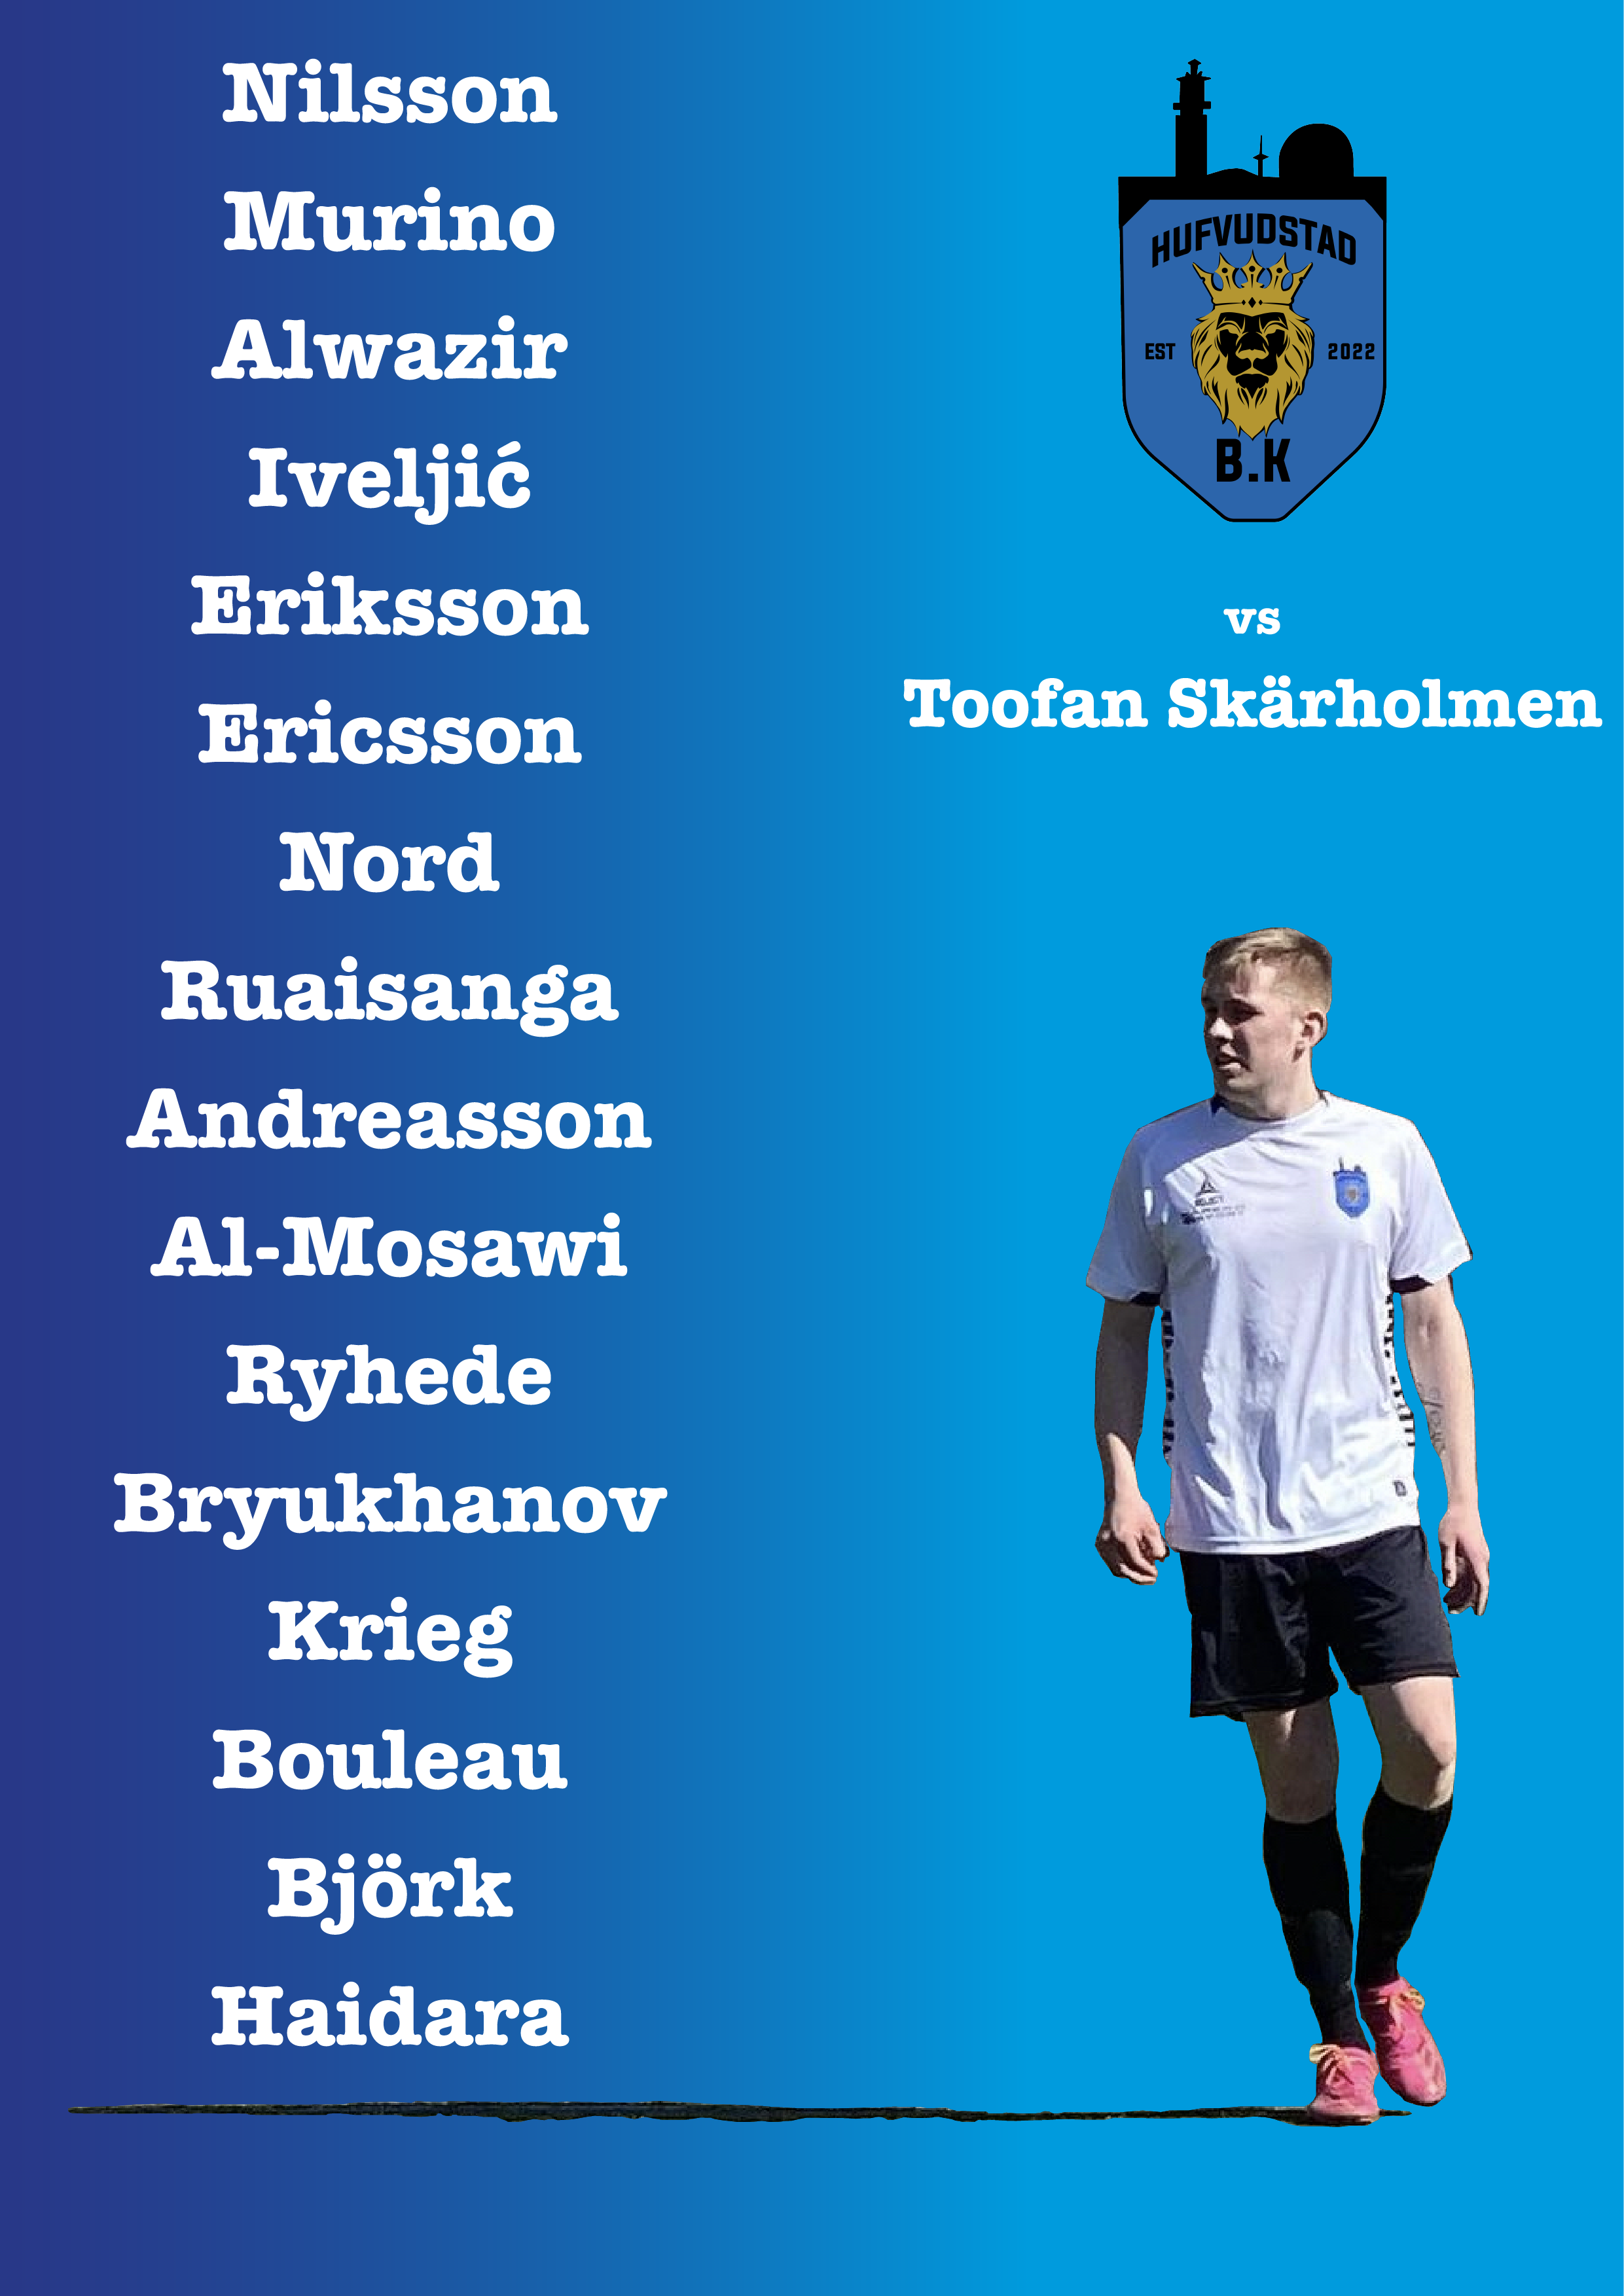 Nilsson
Murino
Alwazir
Iveljić
Eriksson
Ericsson
Nord
Ruaisanga
Andreasson
Al-Mosawi
Ryhede
Bryukhanov
Krieg
Bouleau
Björk
Haidara
HUFVUDSTAD
EST 2022
B.K
vs
Toofan Skärholmen
SELECT